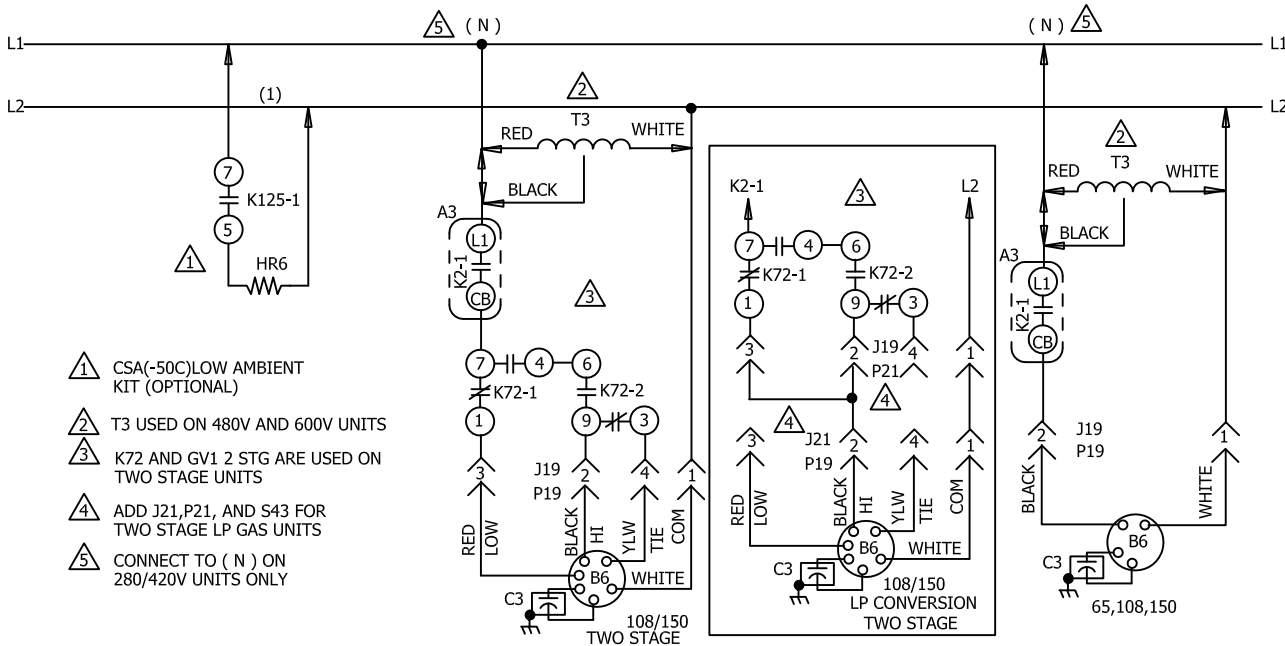 5 ( N ) ( N ) 5
L1 L1
L2 (1) L2
2
T3
RED WHITE
BLACK
7
K125-1
5
1
HR6
A3
L1
K2-1
CB
3
7 4 6
K72-1 K72-2
1 9 3
3 2 4 1
J19
P19
RED
LOW
BLACK
HI
YLW
TIE
COM
B6
WHITE
C3
108/150
TWO STAGE
K2-1 L2
3
7 4 6
K72-1 K72-2
1 9 3
3 2 4 1
J19
P21
4 4
3 2 4 1
J21
P19
RED
LOW
BLACK
HI
YLW
TIE
COM
B6
WHITE
C3
108/150
LP CONVERSION
TWO STAGE
2
T3
RED WHITE
BLACK
A3
L1
K2-1
CB
2 1
J19
P19
BLACK
WHITE
B6
C3
65,108,150
1 CSA(-50C)LOW AMBIENT
KIT (OPTIONAL)
2 T3 USED ON 480V AND 600V UNITS
3 K72 AND GV1 2 STG ARE USED ON
TWO STAGE UNITS
4 ADD J21,P21, AND S43 FOR
TWO STAGE LP GAS UNITS
5 CONNECT TO ( N ) ON
280/420V UNITS ONLY